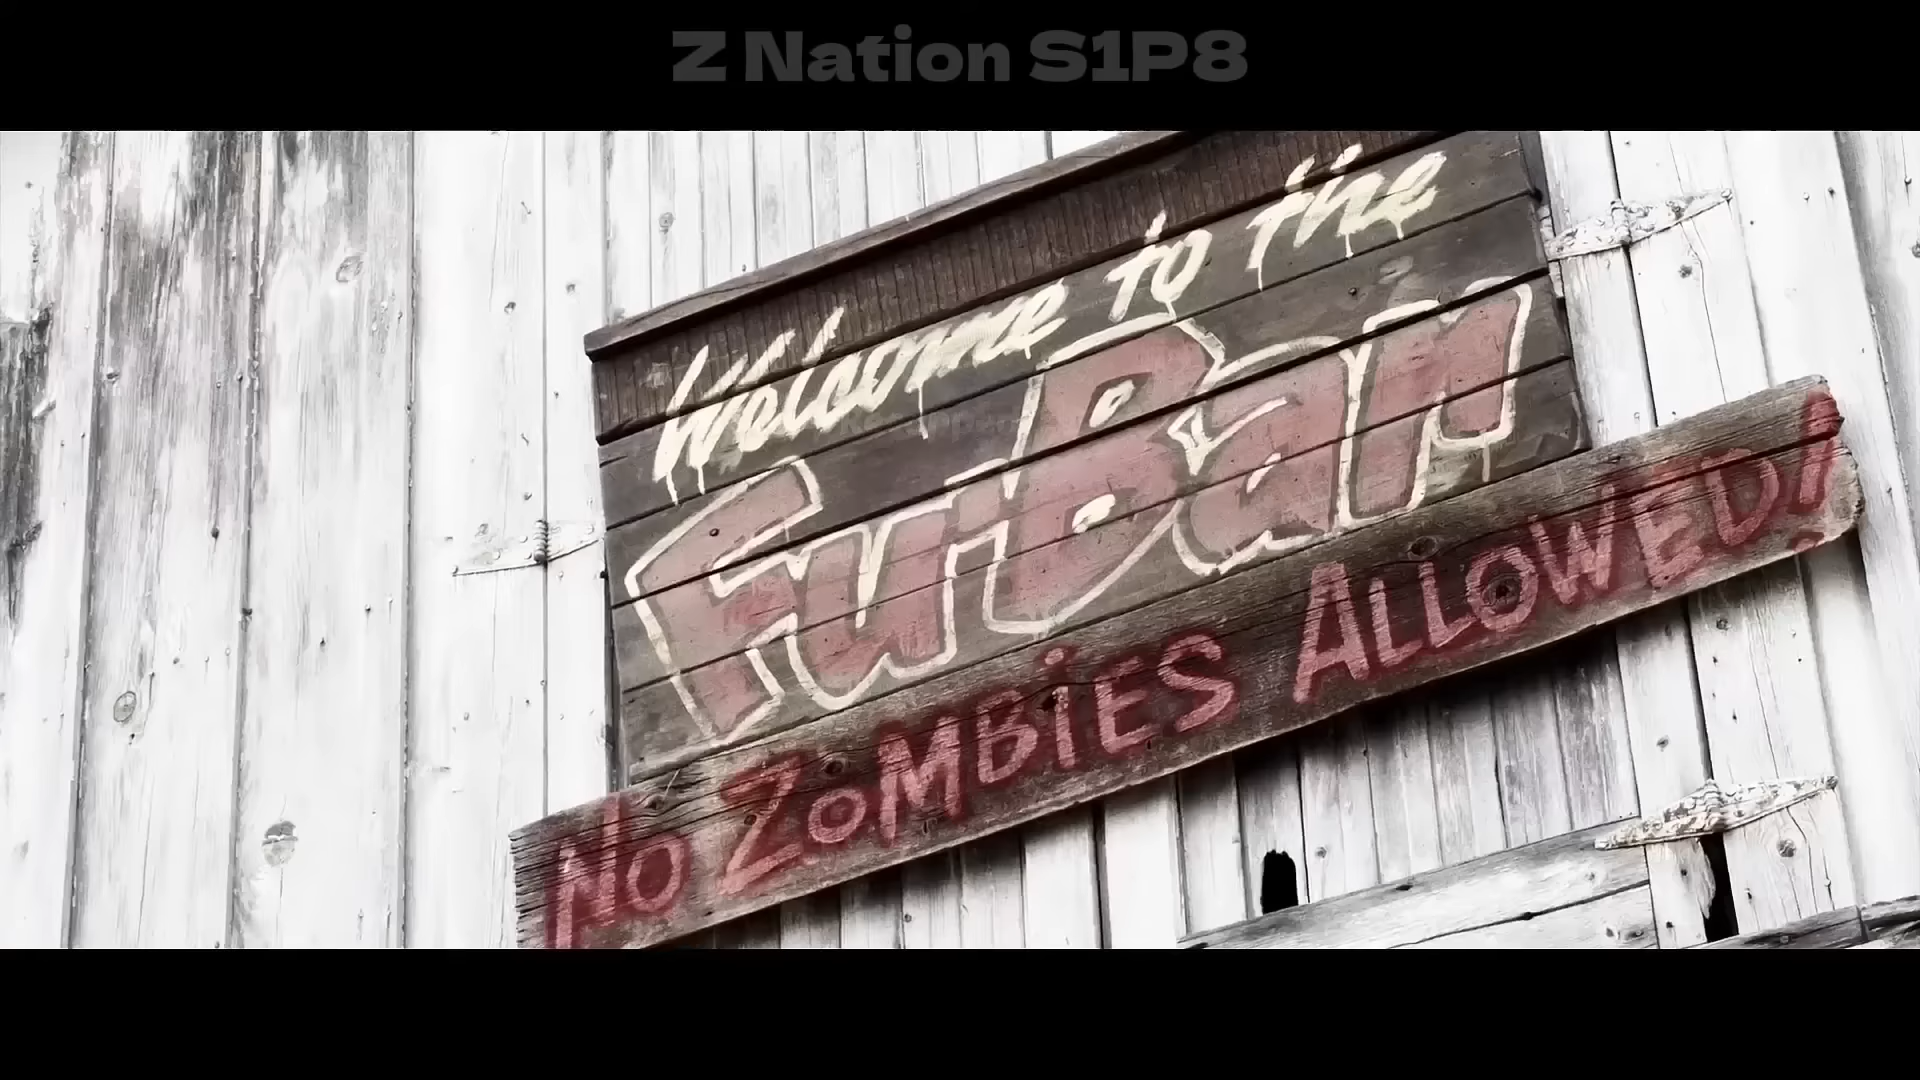 Z Nation S1P8
Welcome to the
FuBar
No ZoMBiES ALLOWED!